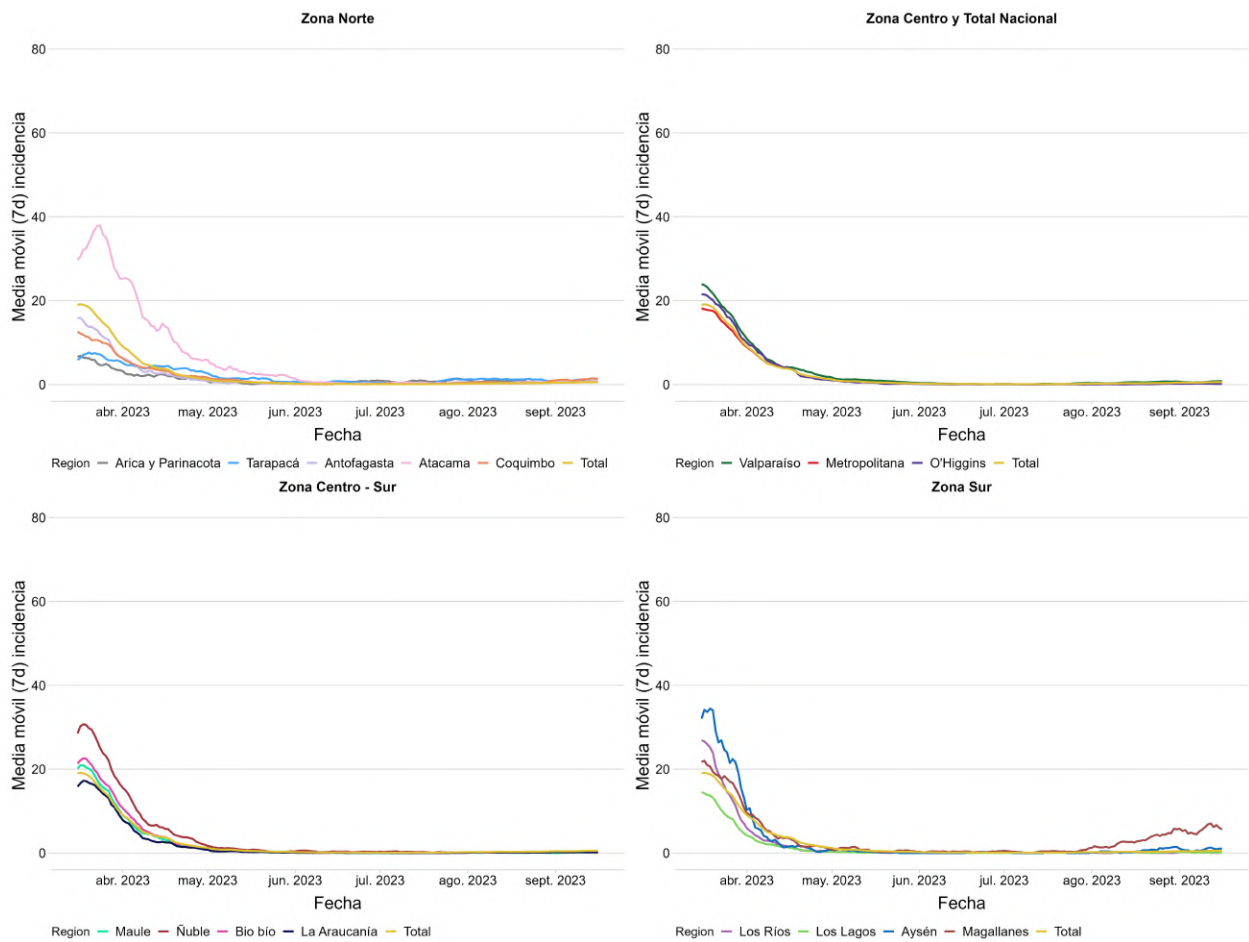 Zona Norte
80
60
40
20
0
Media móvil (7d) incidencia
abr. 2023 may. 2023 jun. 2023 jul. 2023 ago. 2023 sept. 2023
Fecha
Region Arica y Parinacota Tarapacá Antofagasta Atacama Coquimbo Total
Zona Centro y Total Nacional
80
60
40
20
0
Media móvil (7d) incidencia
abr. 2023 may. 2023 jun. 2023 jul. 2023 ago. 2023 sept. 2023
Fecha
Region Valparaíso Metropolitana O'Higgins Total
Zona Centro - Sur
80
60
40
20
0
Media móvil (7d) incidencia
abr. 2023 may. 2023 jun. 2023 jul. 2023 ago. 2023 sept. 2023
Fecha
Region Maule Ñuble Bio bío La Araucanía Total
Zona Sur
80
60
40
20
0
Media móvil (7d) incidencia
abr. 2023 may. 2023 jun. 2023 jul. 2023 ago. 2023 sept. 2023
Fecha
Region Los Ríos Los Lagos Aysén Magallanes Total